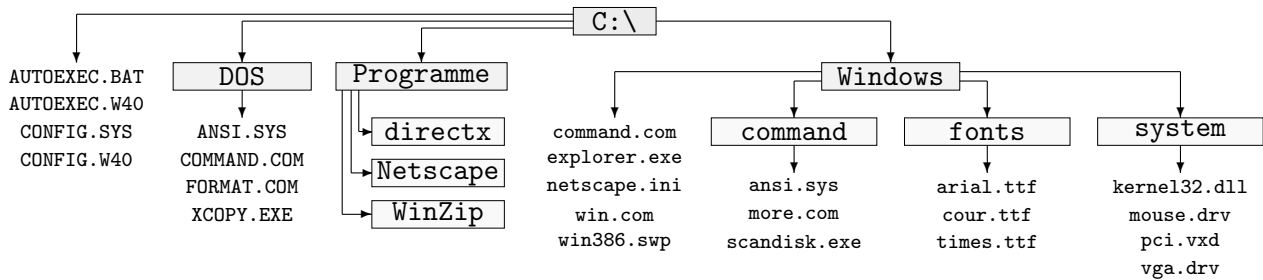 C:\
AUTOEXEC.BAT
AUTOEXEC.W40
CONFIG.SYS
CONFIG.W40
DOS
ANSI.SYS
COMMAND.COM
FORMAT.COM
XCOPY.EXE
Programme
directx
Netscape
WinZip
Windows
command.com
explorer.exe
netscape.ini
win.com
win386.swp
command
ansi.sys
more.com
scandisk.exe
fonts
arial.ttf
cour.ttf
times.ttf
system
kernel32.dll
mouse.drv
pci.vxd
vga.drv